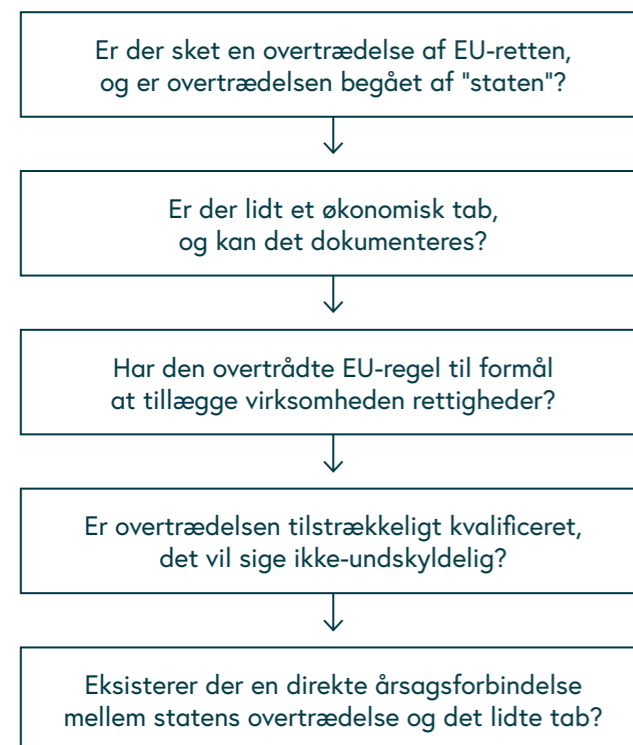 Er der sket en overtrædelse af EU-retten,
og er overtrædelsen begået af "staten"?
Er der lidt et økonomisk tab,
og kan det dokumenteres?
Har den overtrådte EU-regel til formål
at tillægge virksomheden rettigheder?
Er overtrædelsen tilstrækkeligt kvalificeret,
det vil sige ikke-undskyldelig?
Eksisterer der en direkte årsagsforbindelse
mellem statens overtrædelse og det lidte tab?